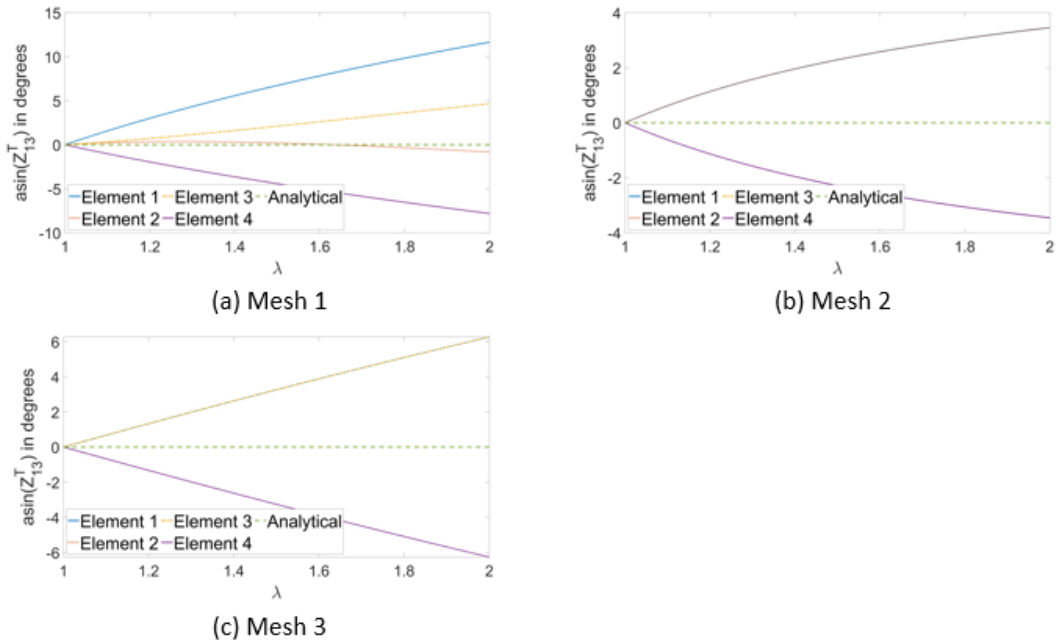 15
10
5
0
-5
-10
asin(Z^T_13) in degrees
Element 1 Element 3 Analytical
Element 2 Element 4
1 1.2 1.4 1.6 1.8 2
λ
(a) Mesh 1
4
2
0
-2
-4
asin(Z^T_13) in degrees
Element 1 Element 3 Analytical
Element 2 Element 4
1 1.2 1.4 1.6 1.8 2
λ
(b) Mesh 2
6
4
2
0
-2
-4
-6
asin(Z^T_13) in degrees
Element 1 Element 3 Analytical
Element 2 Element 4
1 1.2 1.4 1.6 1.8 2
λ
(c) Mesh 3